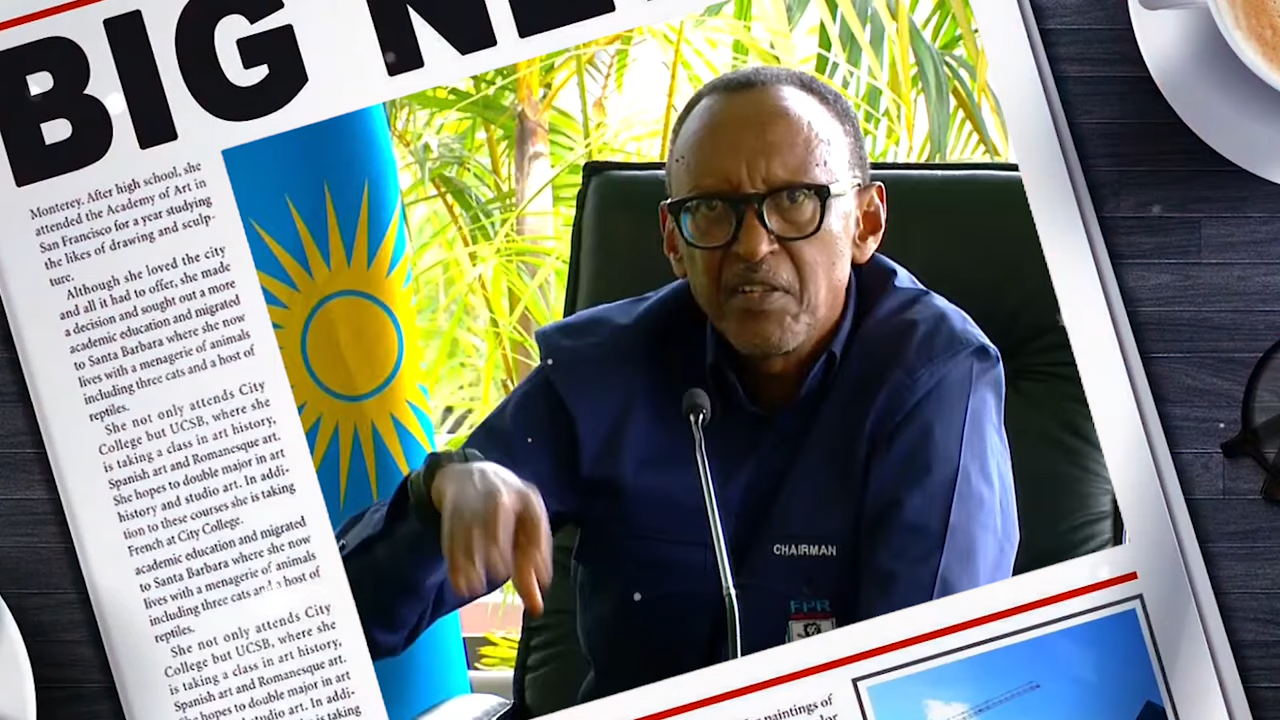 BIG NE
Monterey. After high school, she
attended the Academy of Art in
San Francisco for a year studying
the likes of drawing and sculp-
ture.
Although she loved the city
and all it had to offer, she made
a decision and sought out a more
academic education and migrated
to Santa Barbara where she now
lives with a menagerie of animals
including three cats and a host of
reptiles.
She not only attends City
College but UCSB, where she
is taking a class in art history,
Spanish art and Romanesque art.
She hopes to double major in art
history and studio art. In addi-
tion to these courses she is taking
French at City College.
academic education and migrated
to Santa Barbara where she now
lives with a menagerie of animals
including three cats and a host of
reptiles.
She not only attends City
College but UCSB, where she
is taking a class in art history,
Spanish art and Romanesque art.
She hopes to double major in art
studio art. In addi-
is taking
CHAIRMAN
FPR
paintings of